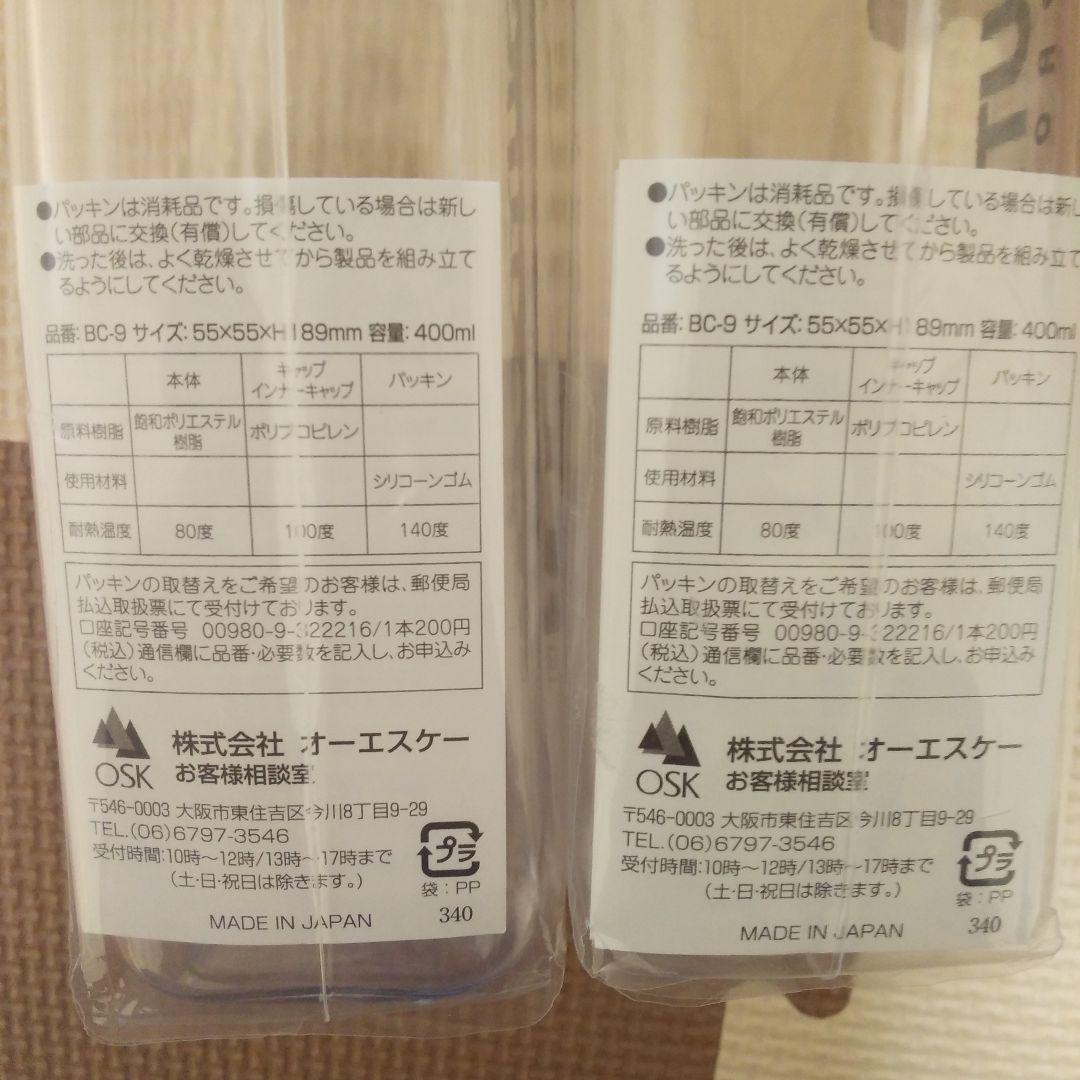 ●パッキンは消耗品です。損傷している場合は新し
い部品に交換(有償)してください。
●洗った後は、よく乾燥させてから製品を組み立て
るようにしてください。
品番: BC-9 サイズ: 55×55×H189mm 容量: 400ml
本体 キャップ パッキン
インナーキャップ
原料樹脂 飽和ポリエステル ポリプロピレン
樹脂
使用材料 シリコーンゴム
耐熱温度 80度 100度 140度
パッキンの取替えをご希望のお客様は、郵便局
払込取扱票にて受付けております。
口座記号番号 00980-9-322216/1本200円
(税込)通信欄に品番・必要数を記入し、お申込み
ください。
OSK
株式会社 オーエスケー
お客様相談室
〒546-0003 大阪市東住吉区今川8丁目9-29
TEL.(06)6797-3546
受付時間:10時～12時/13時～17時まで
(土・日・祝日は除きます。)
プラ
袋：PP
MADE IN JAPAN
340
TU
●パッキンは消耗品です。損傷している場合は新し
い部品に交換(有償)してください。
●洗った後は、よく乾燥させてから製品を組み立て
るようにしてください。
品番: BC-9 サイズ: 55×55×H189mm 容量: 400ml
本体 キャップ パッキン
インナーキャップ
原料樹脂 飽和ポリエステル ポリプロピレン
樹脂
使用材料 シリコーンゴム
耐熱温度 80度 100度 140度
パッキンの取替えをご希望のお客様は、郵便局
払込取扱票にて受付けております。
口座記号番号 00980-9-322216/1本200円
(税込)通信欄に品番・必要数を記入し、お申込み
ください。
OSK
株式会社 オーエスケー
お客様相談室
〒546-0003 大阪市東住吉区今川8丁目9-29
TEL.(06)6797-3546
受付時間:10時～12時/13時～17時まで
(土・日・祝日は除きます。)
プラ
袋：PP
MADE IN JAPAN
340